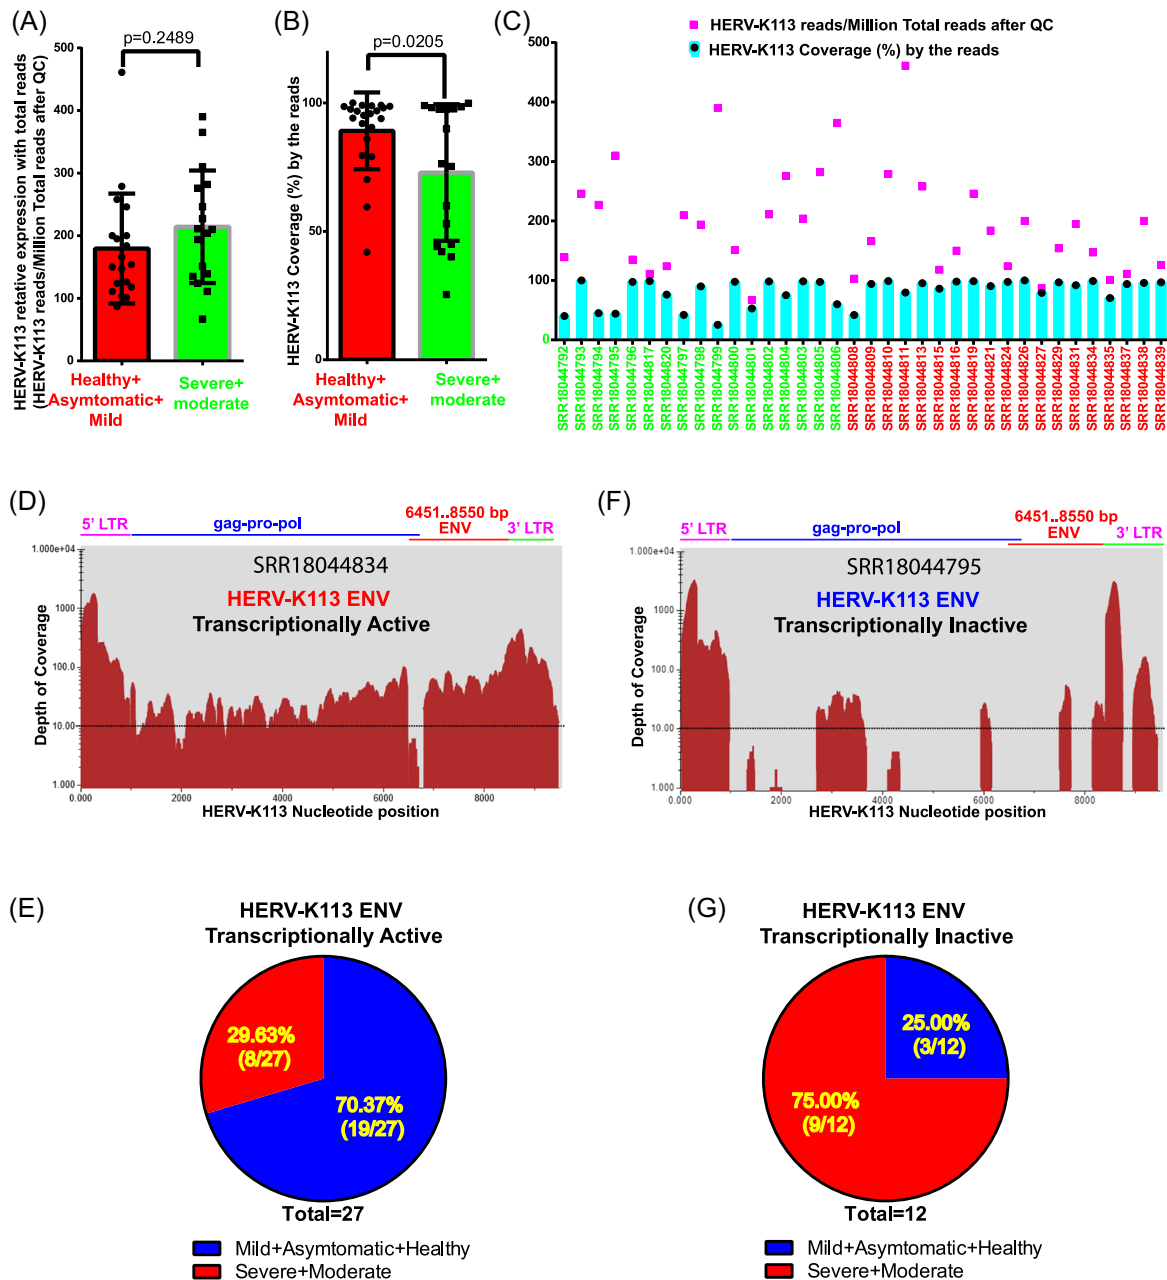 (A)
p=0.2489
HERV-K113 retative expression with total reads
(HERV-K113 reads/Million Total reads after QC)
500
400
300
200
100
0
Healthy+
Asymtomatic+
Mild
Severe+
moderate
(B)
p=0.0205
HERV-K113 Coverage (%) by the reads
100
50
0
Healthy+
Asymtomatic+
Mild
Severe+
moderate
(C)
HERV-K113 reads/Million Total reads after QC
HERV-K113 Coverage (%) by the reads
500
400
300
200
100
0
SRR18044792
SRR18044793
SRR18044794
SRR18044795
SRR18044796
SRR18044817
SRR18044820
SRR18044797
SRR18044798
SRR18044799
SRR18044800
SRR18044801
SRR18044802
SRR18044804
SRR18044803
SRR18044805
SRR18044806
SRR18044808
SRR18044809
SRR18044810
SRR18044811
SRR18044813
SRR18044815
SRR18044816
SRR18044819
SRR18044821
SRR18044824
SRR18044826
SRR18044827
SRR18044829
SRR18044831
SRR18044834
SRR18044835
SRR18044837
SRR18044838
SRR18044839
(D)
5' LTR
gag-pro-pol
6451..8550 bp
ENV
3' LTR
SRR18044834
HERV-K113 ENV
Transcriptionally Active
Depth of Coverage
1.000e+04
1000
100.0
10.00
1.000
0.000
2000
4000
6000
8000
HERV-K113 Nucleotide position
(F)
5' LTR
gag-pro-pol
6451..8550 bp
ENV
3' LTR
SRR18044795
HERV-K113 ENV
Transcriptionally Inactive
Depth of Coverage
1.000e+04
1000
100.0
10.00
1.000
0.000
2000
4000
6000
8000
HERV-K113 Nucleotide position
(E)
HERV-K113 ENV
Transcriptionally Active
29.63%
(8/27)
70.37%
(19/27)
Total=27
Mild+Asymtomatic+Healthy
Severe+Moderate
(G)
HERV-K113 ENV
Transcriptionally Inactive
25.00%
(3/12)
75.00%
(9/12)
Total=12
Mild+Asymtomatic+Healthy
Severe+Moderate